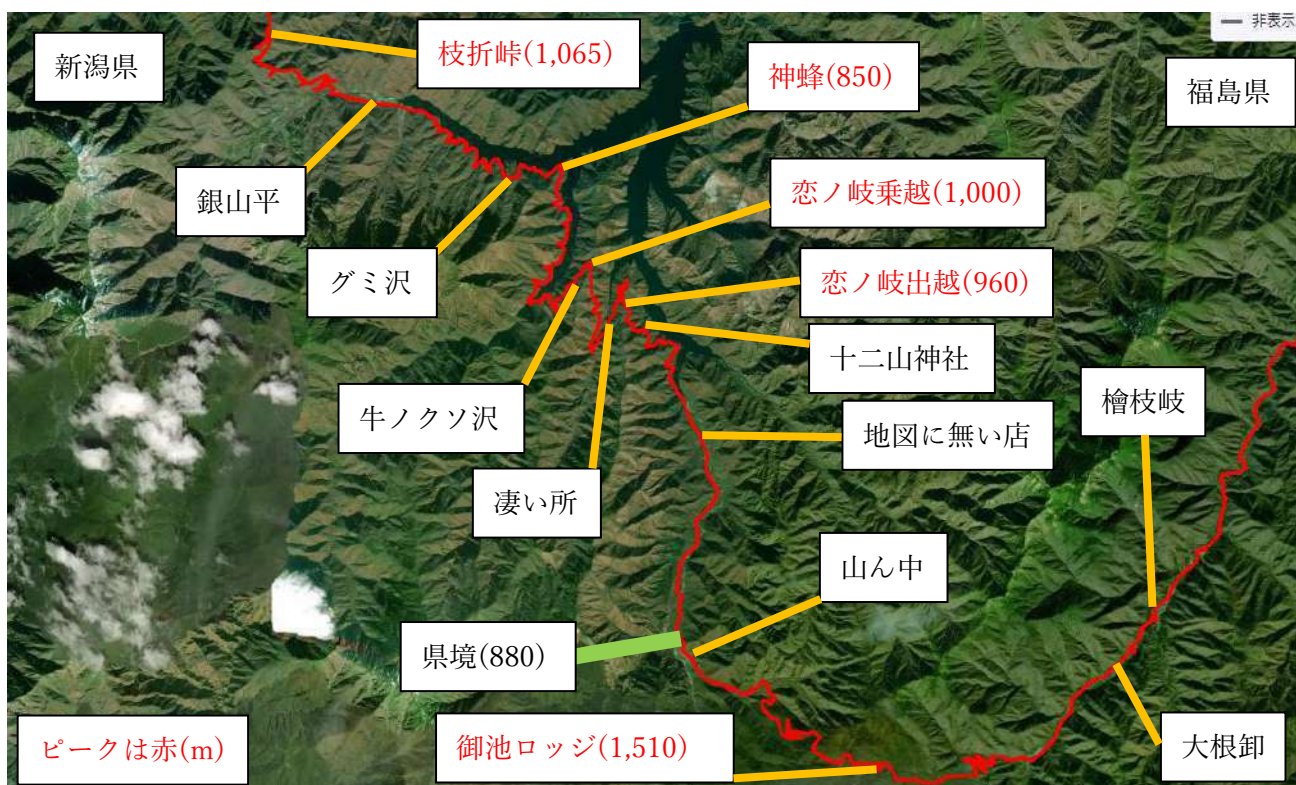 非表示
枝折峠(1,065)
新潟県
神蜂(850)
福島県
恋ノ岐乗越(1,000)
銀山平
グミ沢
恋ノ岐出越(960)
十二山神社
檜枝岐
牛ノクソ沢
地図に無い店
凄い所
山ん中
県境(880)
ピークは赤(m)
御池ロッジ(1,510)
大根卸